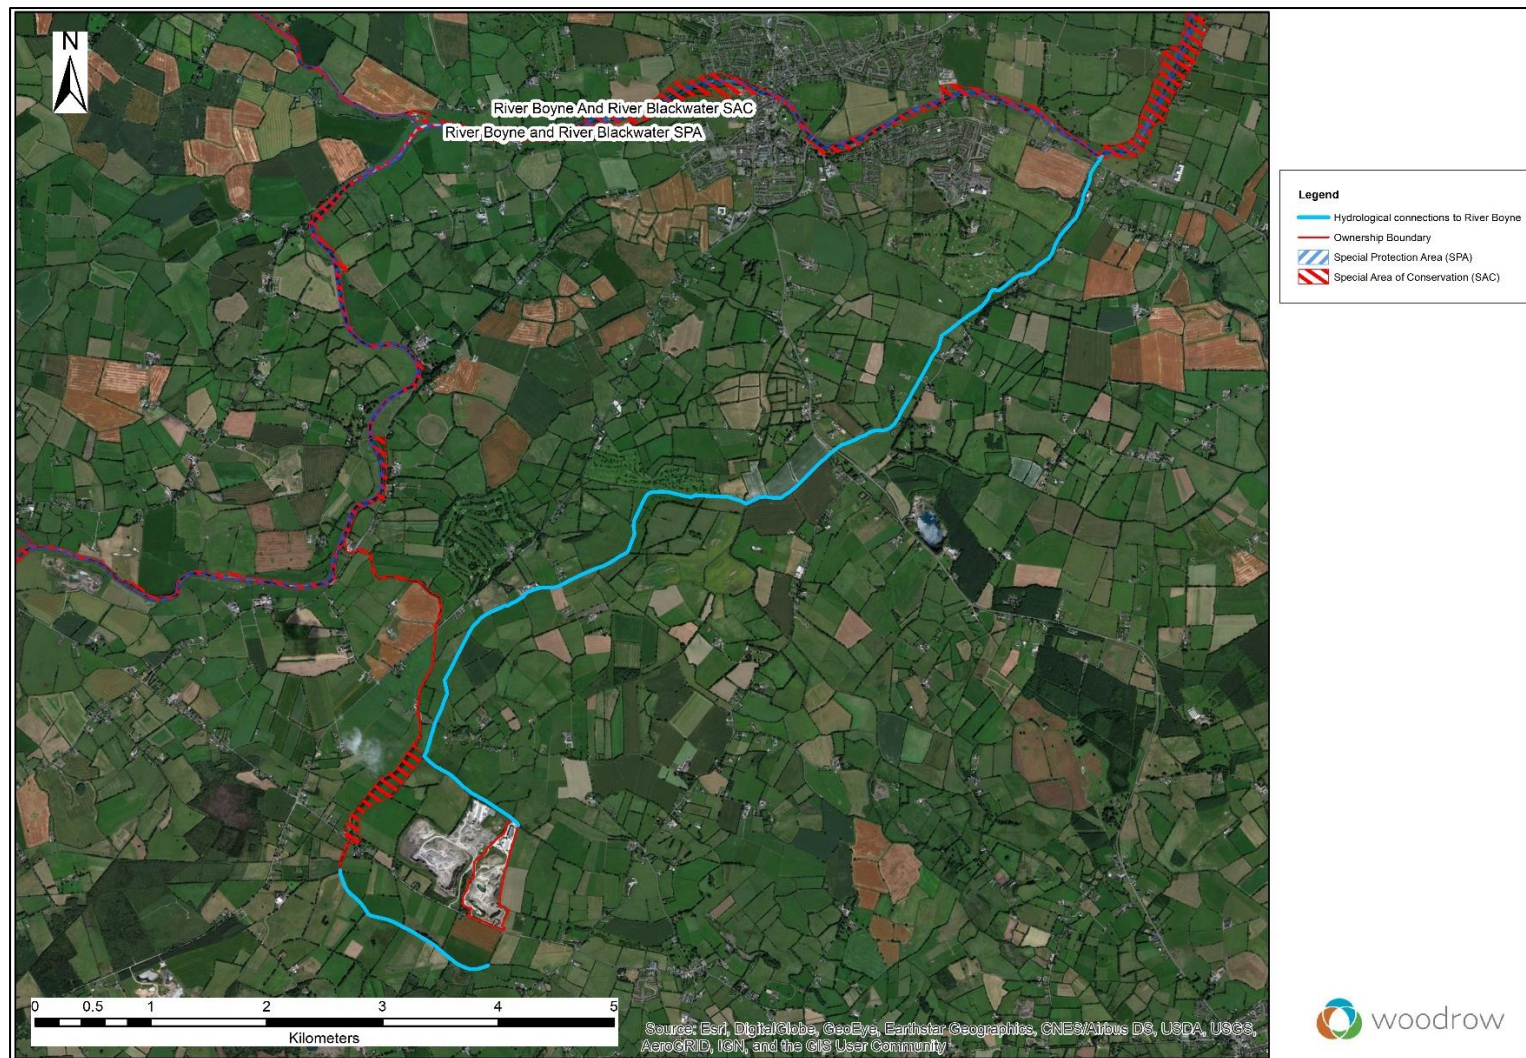 N
River Boyne And River Blackwater SAC
River Boyne and River Blackwater SPA
Legend
Hydrological connections to River Boyne
Ownership Boundary
Special Protection Area (SPA)
Special Area of Conservation (SAC)
0 0.5 1 2 3 4 5
Kilometers
Source: Esri, DigitalGlobe, GeoEye, Earthstar Geographics, CNES/Airbus DS, USDA, USGS,
AeroGRID, IGN, and the GIS User Community
woodrow